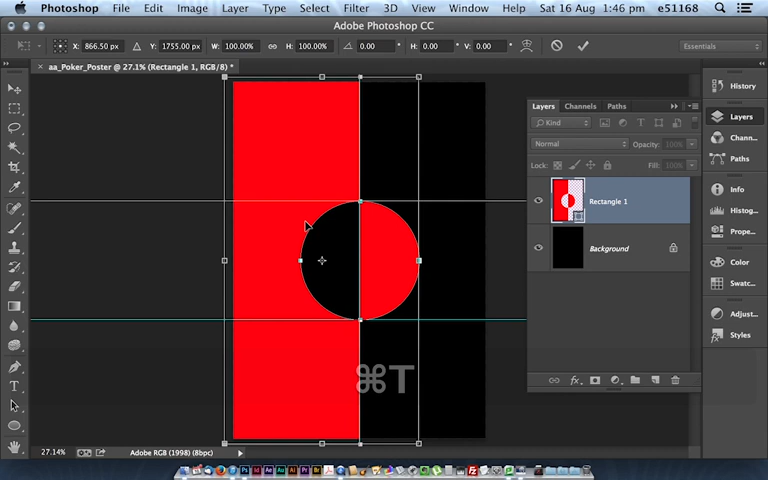 Photoshop File Edit Image Layer Type Select Filter 3D View Window Help Sat 16 Aug 1:46 pm e51168
Adobe Photoshop CC
X: 866.50 px Y: 1755.00 px W: 100.00% H: 100.00% 0.00 ° H: 0.00 ° V: 0.00 ° Essentials
× aa_Poker_Poster @ 27.1% (Rectangle 1, RGB/8) *
History
Layers
Chann...
Paths
Info
Histog...
Prope...
Color
Swatc...
Adjust...
Styles
Layers Channels Paths
Kind
Normal Opacity: 100%
Lock: Fill: 100%
Rectangle 1
Background
⌘T
27.14% Adobe RGB (1998) (8bpc)